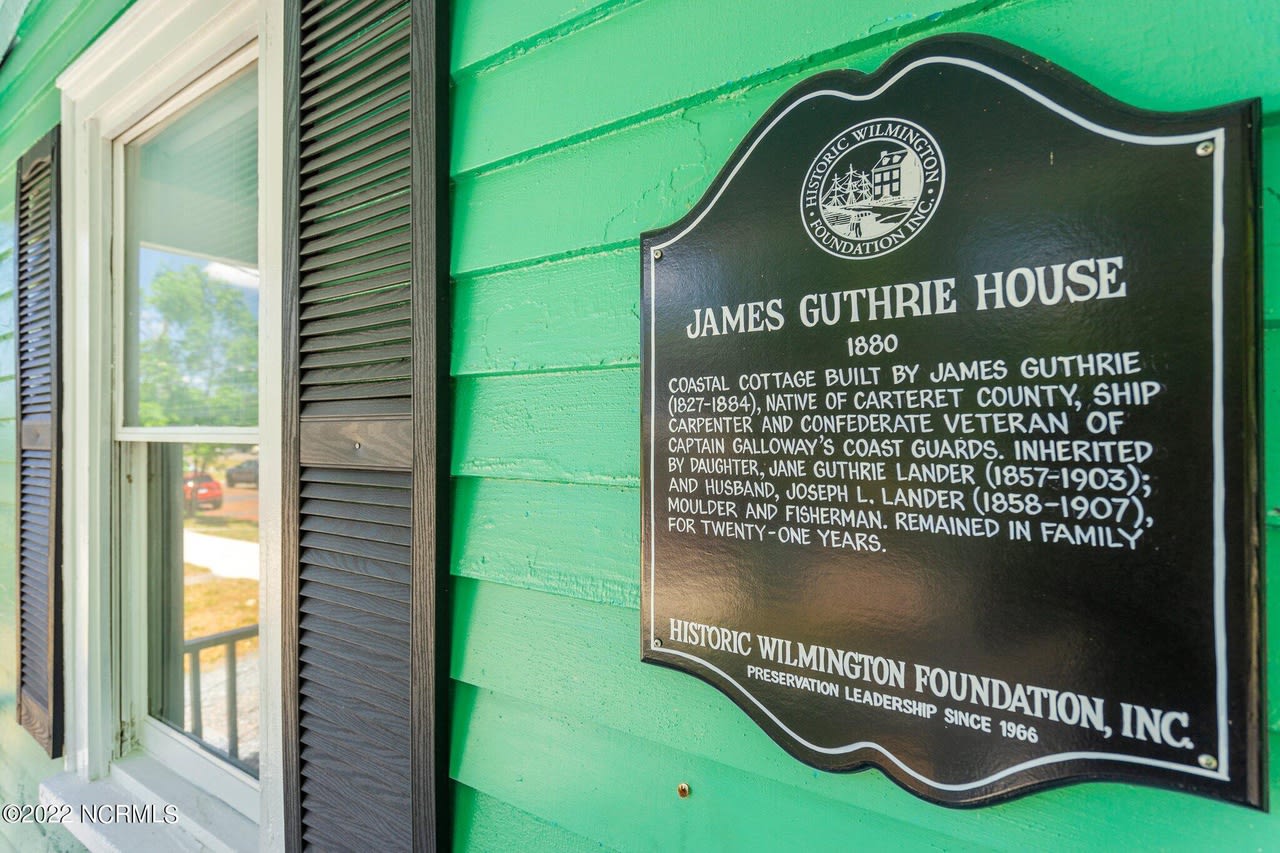 HISTORIC WILMINGTON
FOUNDATION INC.
JAMES GUTHRIE HOUSE
1880
COASTAL COTTAGE BUILT BY JAMES GUTHRIE
(1827-1884), NATIVE OF CARTERET COUNTY, SHIP
CARPENTER AND CONFEDERATE VETERAN OF
CAPTAIN GALLOWAY'S COAST GUARDS. INHERITED
BY DAUGHTER, JANE GUTHRIE LANDER (1857-1903);
AND HUSBAND, JOSEPH L. LANDER (1858-1907),
MOULDER AND FISHERMAN. REMAINED IN FAMILY
FOR TWENTY-ONE YEARS.
HISTORIC WILMINGTON FOUNDATION, INC.
PRESERVATION LEADERSHIP SINCE 1966
©2022 NCRMLS